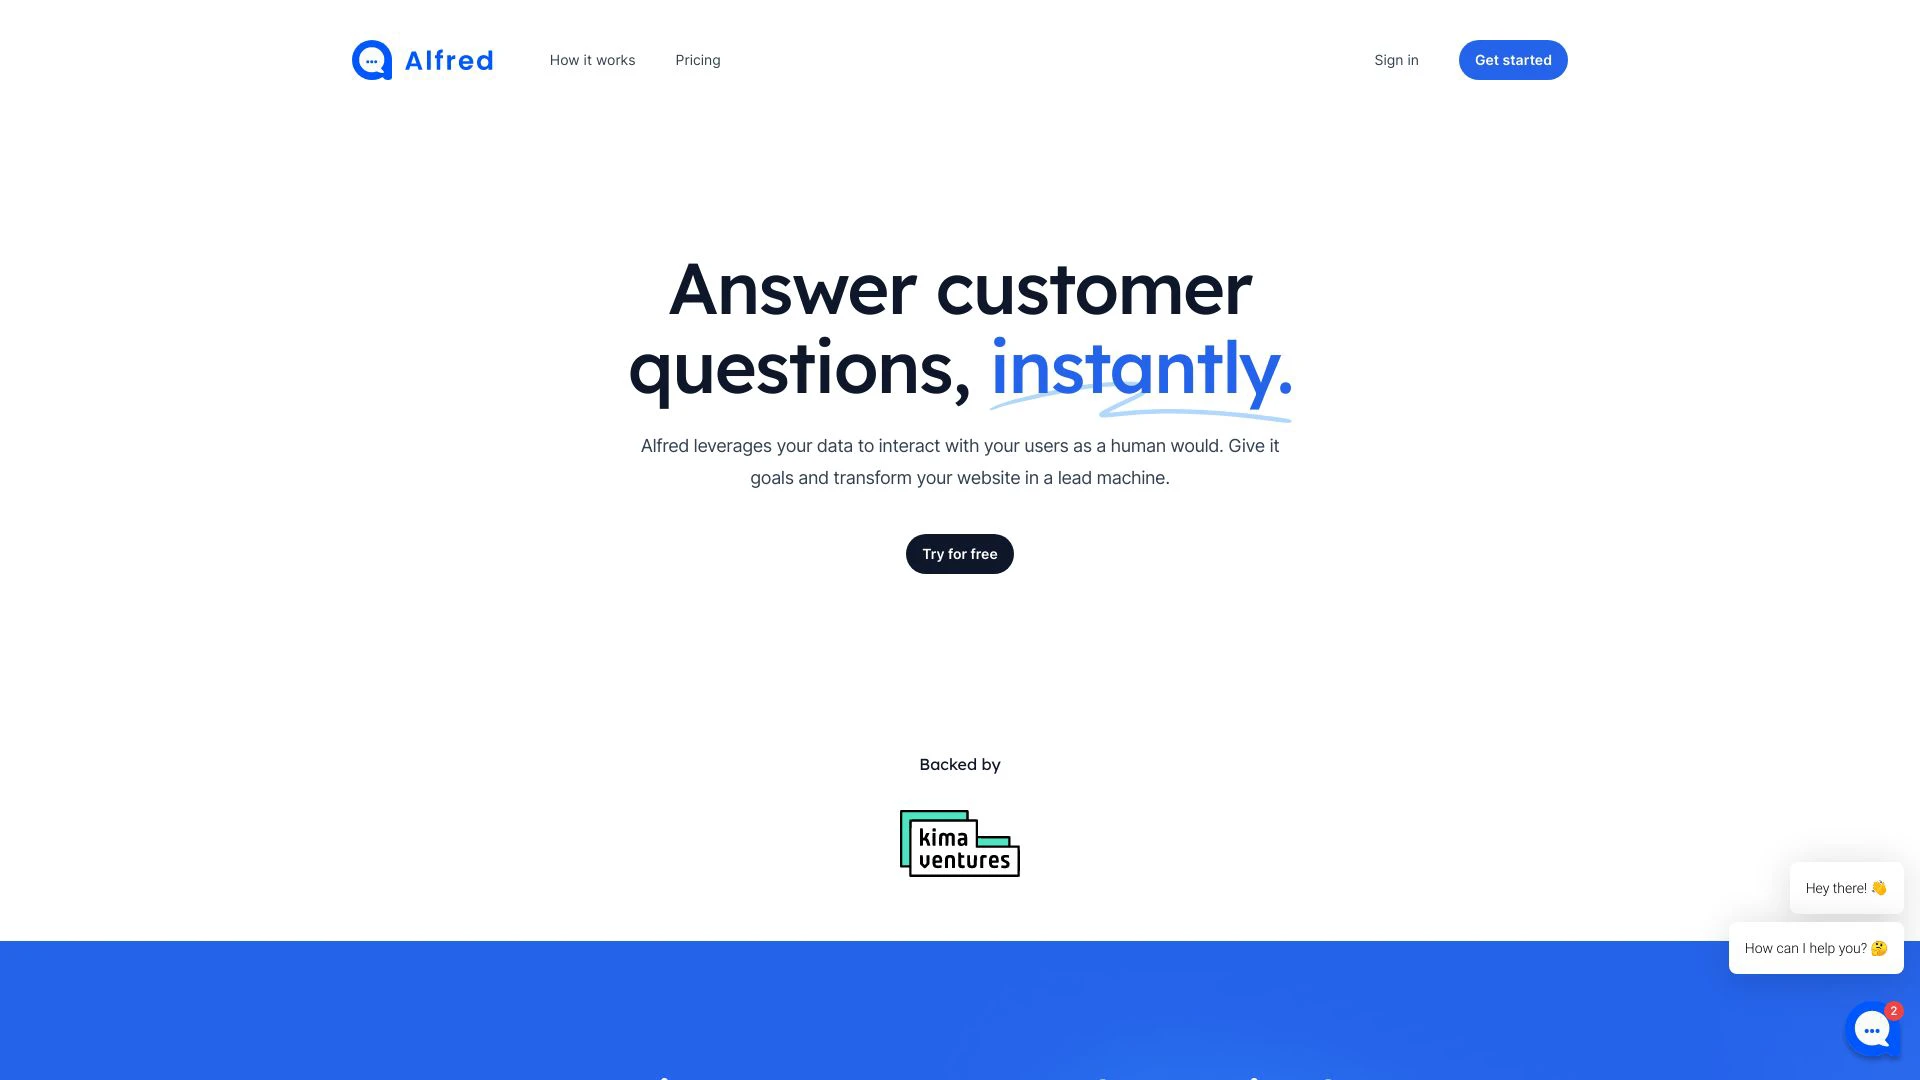 Alfred
How it works
Pricing
Sign in
Get started
Answer customer
questions, instantly.
Alfred leverages your data to interact with your users as a human would. Give it
goals and transform your website in a lead machine.
Try for free
Backed by
kima
ventures
Hey there! 👋
How can I help you? 🤔
2